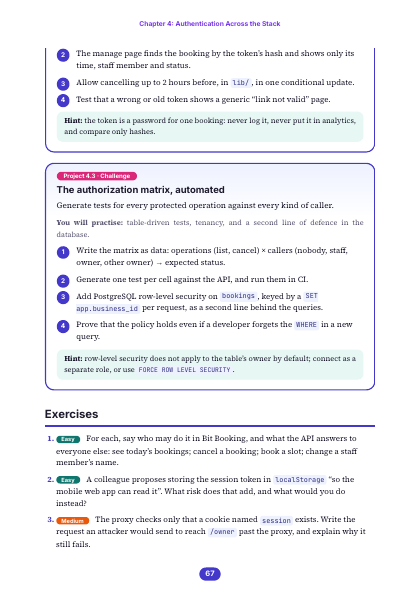 Chapter 4: Authentication Across the Stack
2 The manage page finds the booking by the token's hash and shows only its
time, staff member and status.
3 Allow cancelling up to 2 hours before, in lib/, in one conditional update.
4 Test that a wrong or old token shows a generic “link not valid” page.
Hint: the token is a password for one booking: never log it, never put it in analytics,
and compare only hashes.
Project 4.3 · Challenge
The authorization matrix, automated
Generate tests for every protected operation against every kind of caller.
You will practise: table-driven tests, tenancy, and a second line of defence in the
database.
1 Write the matrix as data: operations (list, cancel) × callers (nobody, staff,
owner, other owner) → expected status.
2 Generate one test per cell against the API, and run them in CI.
3 Add PostgreSQL row-level security on bookings, keyed by a SET
app.business_id per request, as a second line behind the queries.
4 Prove that the policy holds even if a developer forgets the WHERE in a new
query.
Hint: row-level security does not apply to the table's owner by default; connect as a
separate role, or use FORCE ROW LEVEL SECURITY.
Exercises
1. Easy For each, say who may do it in Bit Booking, and what the API answers to
everyone else: see today's bookings; cancel a booking; book a slot; change a staff
member's name.
2. Easy A colleague proposes storing the session token in localStorage “so the
mobile web app can read it”. What risk does that add, and what would you do
instead?
3. Medium The proxy checks only that a cookie named session exists. Write the
request an attacker would send to reach /owner past the proxy, and explain why it
still fails.
67